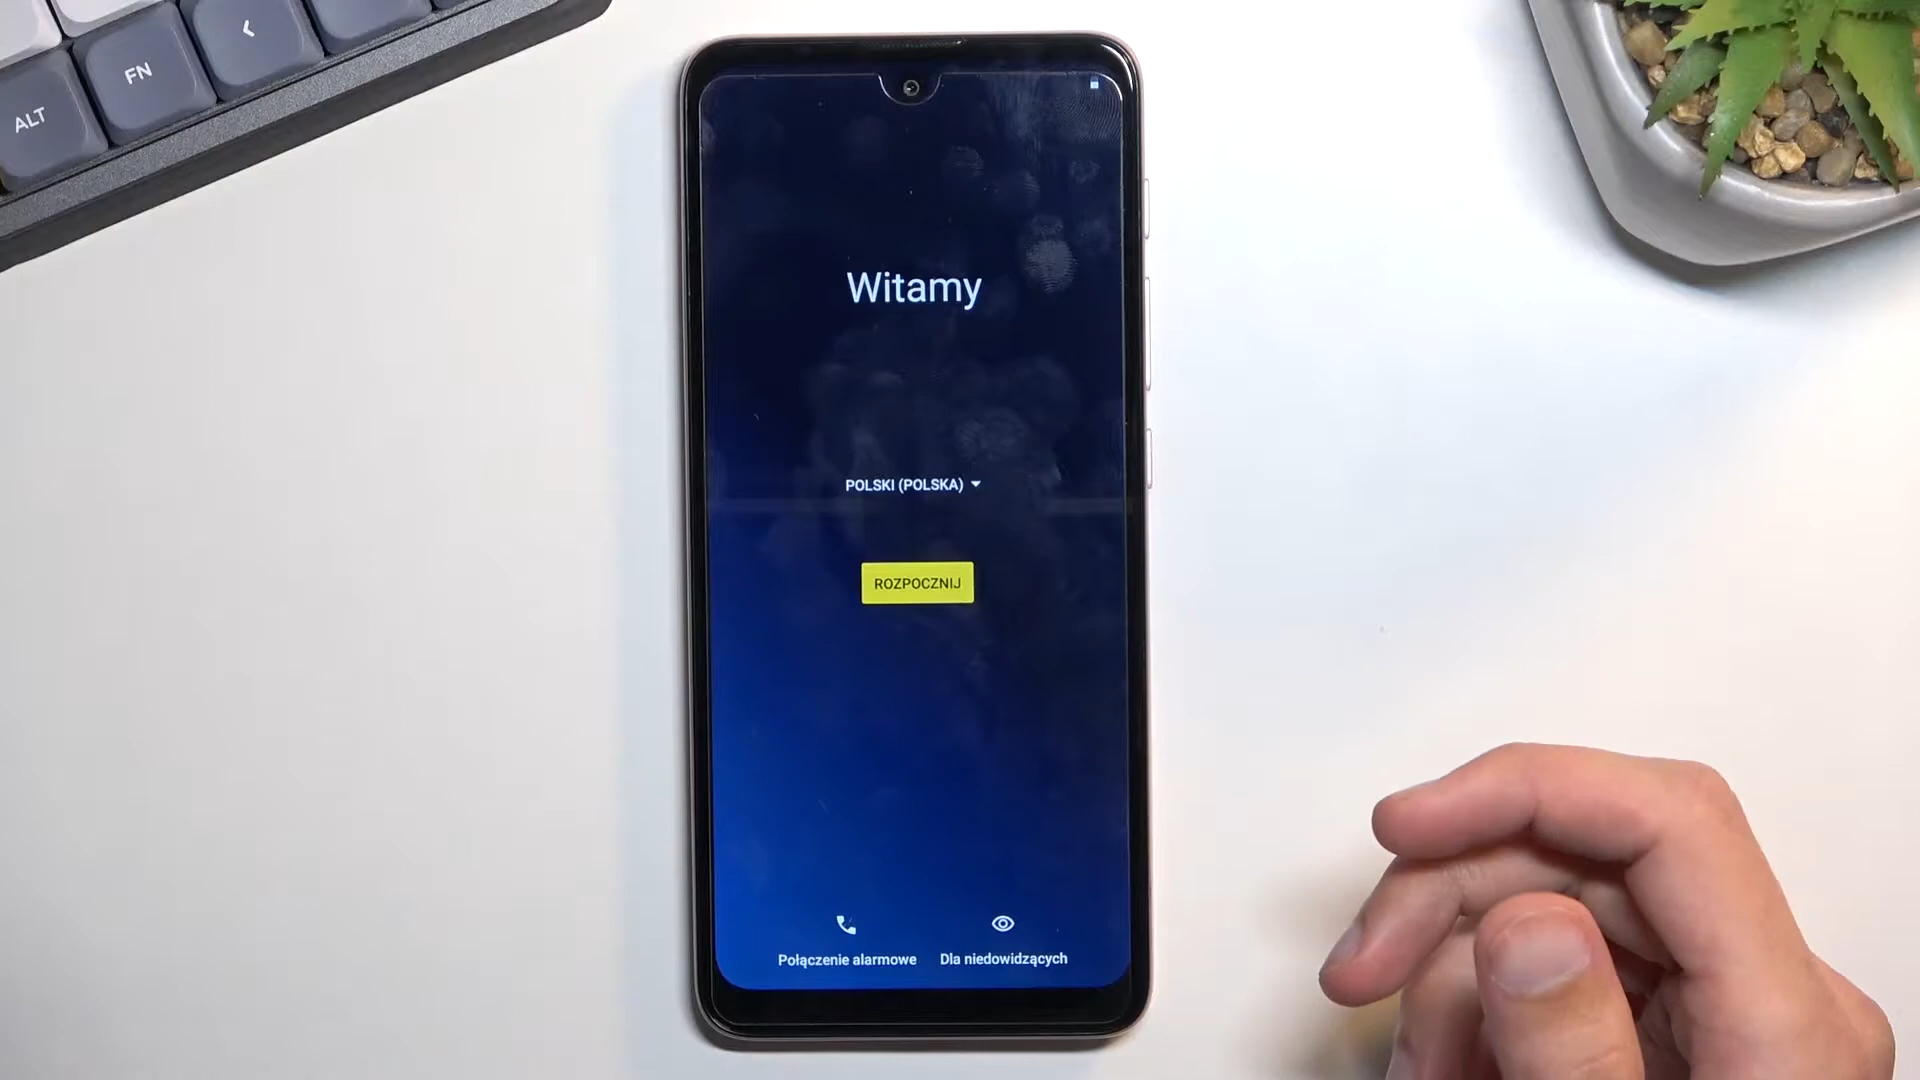 FN
<
ALT
Witamy
POLSKI (POLSKA)
ROZPOCZNIJ
Połączenie alarmowe
Dla niedowidzących